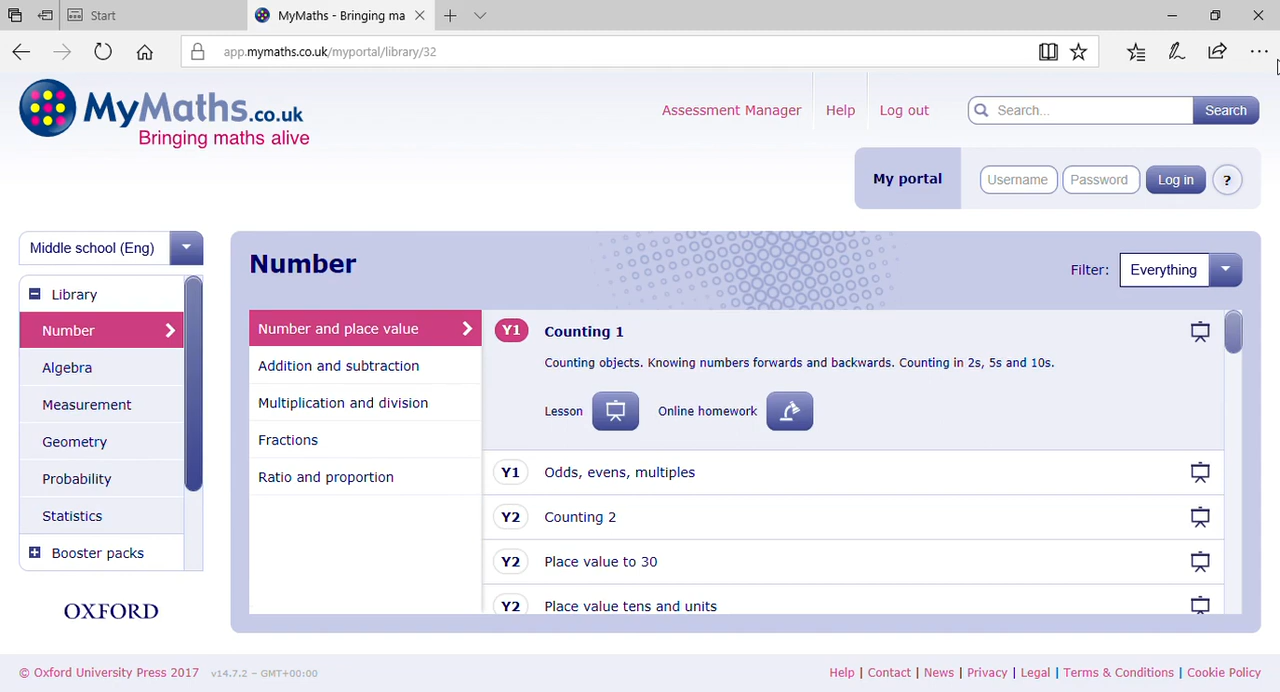 Start
MyMaths - Bringing ma
app.mymaths.co.uk/myportal/library/32
MyMaths.co.uk
Bringing maths alive
Assessment Manager
Help
Log out
Search...
Search
My portal
Username
Password
Log in
?
Middle school (Eng)
Library
Number
Algebra
Measurement
Geometry
Probability
Statistics
Booster packs
OXFORD
Number
Filter:
Everything
Number and place value
Addition and subtraction
Multiplication and division
Fractions
Ratio and proportion
Y1 Counting 1
Counting objects. Knowing numbers forwards and backwards. Counting in 2s, 5s and 10s.
Lesson
Online homework
Y1 Odds, evens, multiples
Y2 Counting 2
Y2 Place value to 30
Y2 Place value tens and units
© Oxford University Press 2017 v14.7.2 – GMT+00:00
Help | Contact | News | Privacy | Legal | Terms & Conditions | Cookie Policy